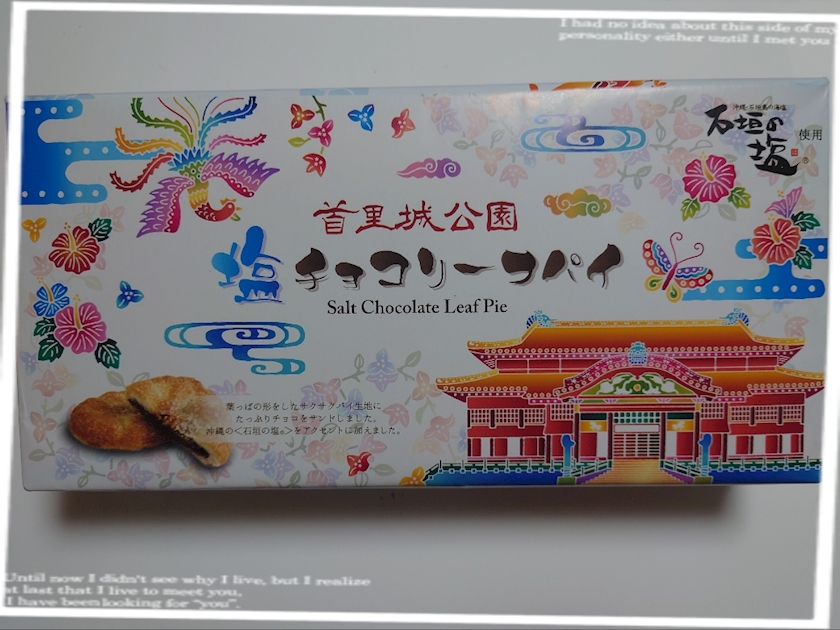 I had no idea about this side of my
personality either until I met you
沖縄・石垣島の海塩
石垣の塩
®
使用
首里城公園
塩チョコリーフパイ
Salt Chocolate Leaf Pie
葉っぱの形をしたサクサクパイ生地に
たっぷりチョコをサンドしました。
沖縄の<石垣の塩®>をアクセントに加えました。
Until now I didn't see why I live, but I realize
at last that I live to meet you.
I have been looking for "you".